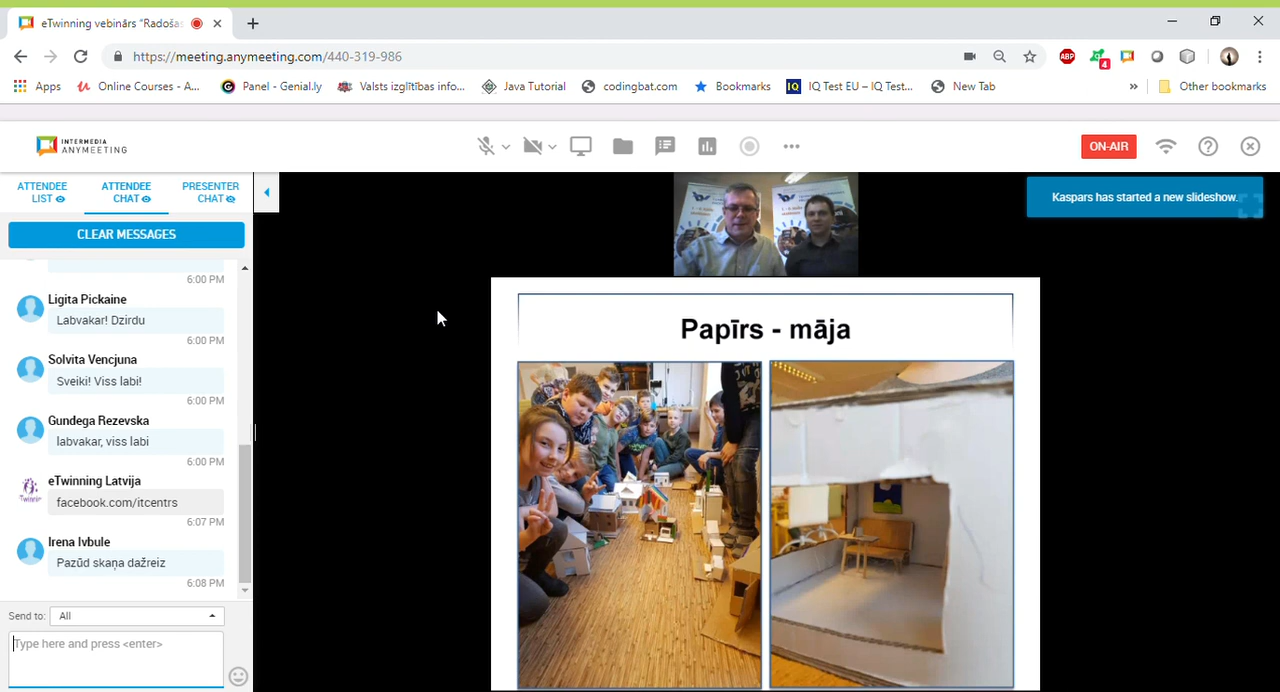 eTwinning vebinārs "Radošas
https://meeting.anymeeting.com/440-319-986
ABP
4
Apps
Online Courses - A...
Panel - Genial.ly
Valsts izglītības info...
Java Tutorial
codingbat.com
Bookmarks
IQ
IQ Test EU – IQ Test...
New Tab
»
Other bookmarks
INTERMEDIA
ANYMEETING
ON-AIR
ATTENDEE
LIST
ATTENDEE
CHAT
PRESENTER
CHAT
Kaspars has started a new slideshow.
CLEAR MESSAGES
6:00 PM
Ligita Pickaine
Labvakar! Dzirdu
6:00 PM
Solvita Vencjuna
Sveiki! Viss labi!
6:00 PM
Gundega Rezevska
labvakar, viss labi
6:00 PM
eTwinning Latvija
facebook.com/itcentrs
6:07 PM
Irena Ivbule
Pazūd skaņa dažreiz
6:08 PM
Send to:
All
Type here and press <enter>
Papīrs - māja